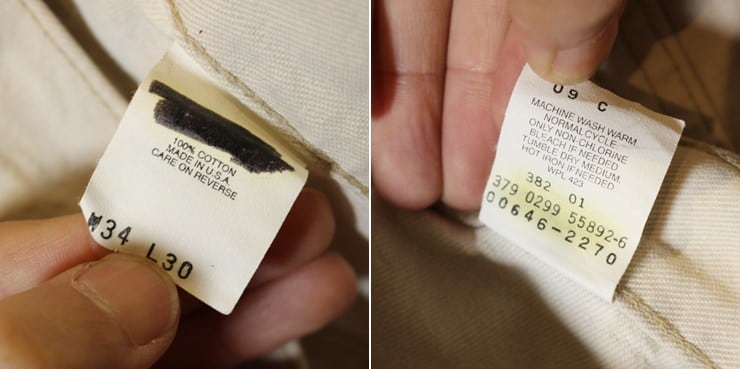 100% COTTON
MADE IN U.S.A.
CARE ON REVERSE
W34 L30
09 C
MACHINE WASH WARM.
NORMAL CYCLE.
ONLY NON-CHLORINE
BLEACH IF NEEDED.
TUMBLE DRY MEDIUM.
HOT IRON IF NEEDED.
WPL 423
382 01
379 0299 55892-6
00646-2270